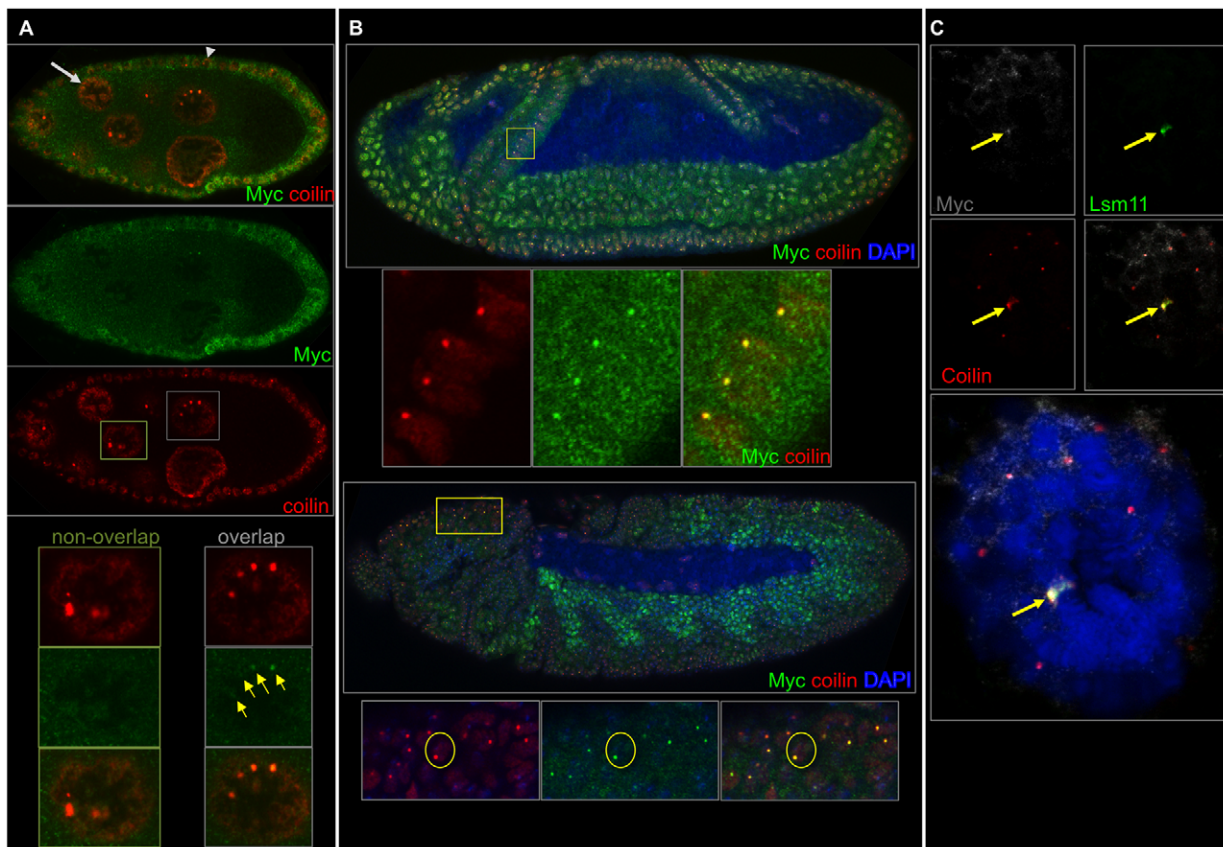 A
Myc coilin
Myc
coilin
non-overlap
overlap
B
Myc coilin DAPI
Myc coilin
Myc coilin DAPI
C
Myc
Lsm11
Coilin